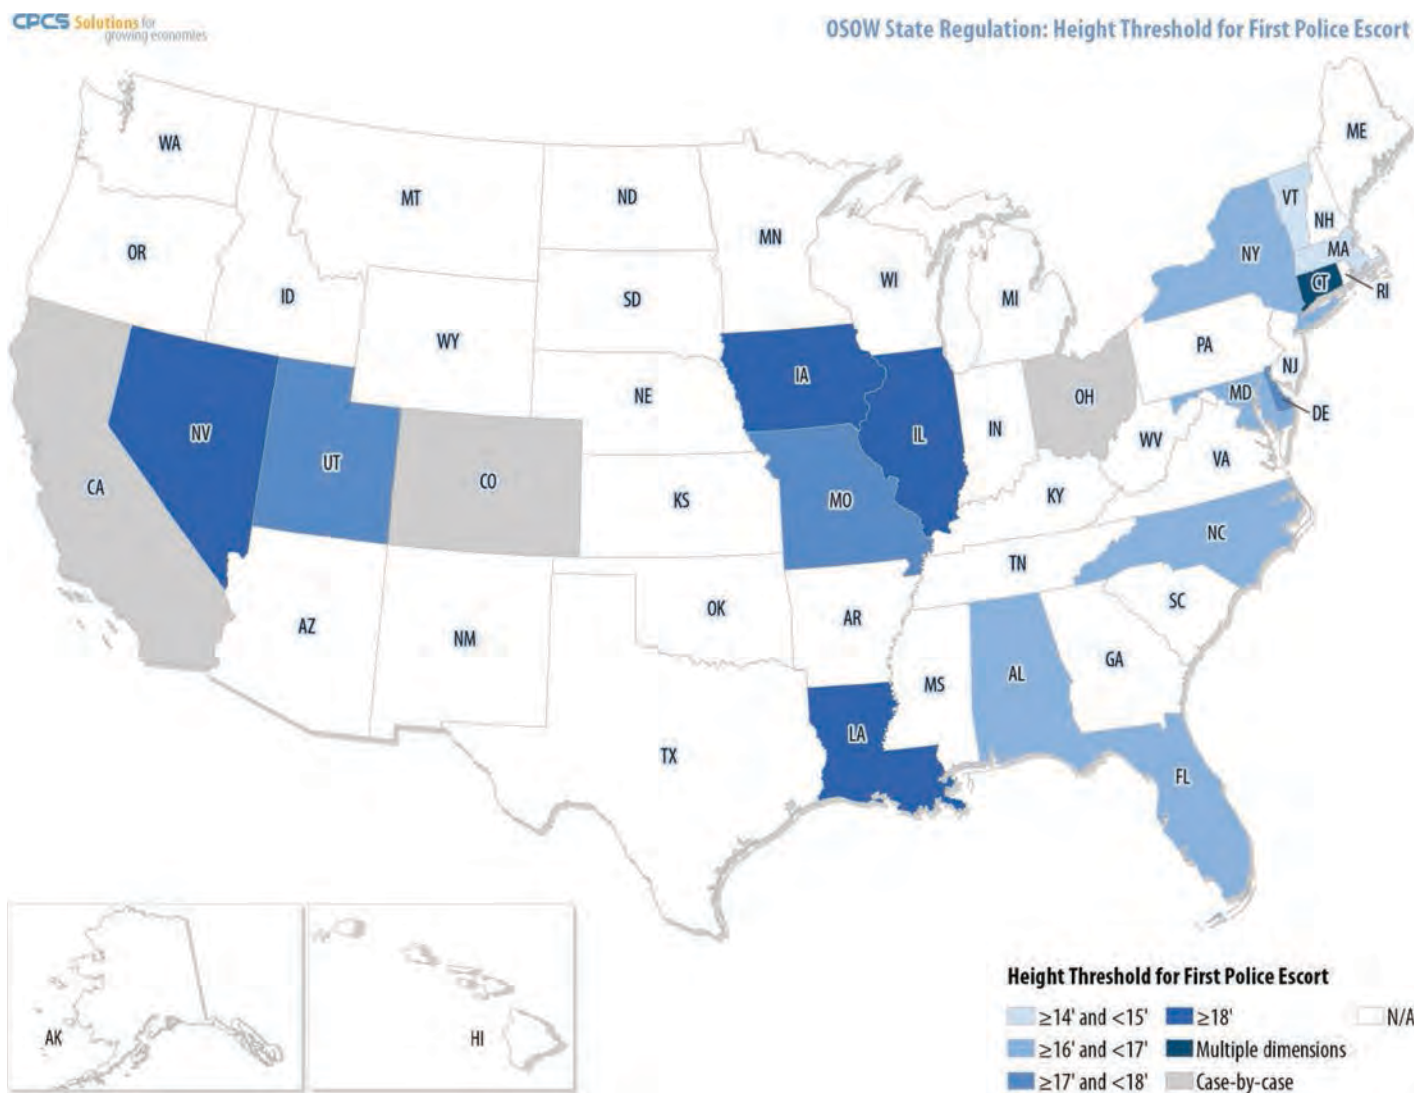 CPCS Solutions for
growing economies
OSOW State Regulation: Height Threshold for First Police Escort
WA
MT
ND
MN
ME
VT
NH
OR
ID
SD
WI
MI
NY
MA
CT
RI
WY
NE
IA
PA
NJ
NV
UT
CO
CA
KS
MO
IL
IN
OH
WV
MD
DE
VA
KY
NC
TN
AZ
NM
OK
AR
SC
MS
AL
GA
TX
LA
FL
AK
HI
Height Threshold for First Police Escort
≥14' and <15'
≥16' and <17'
≥17' and <18'
≥18'
Multiple dimensions
Case-by-case
N/A